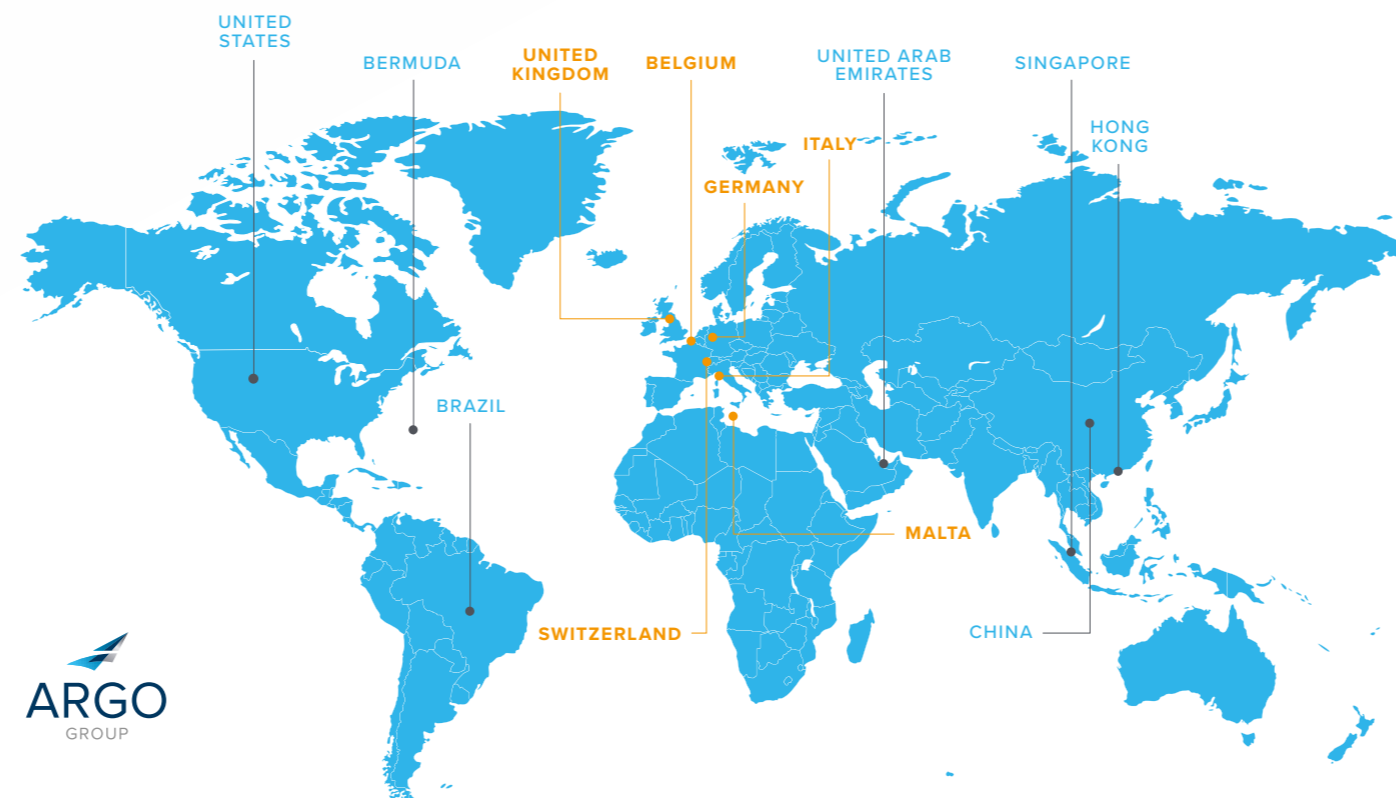 UNITED
STATES
BERMUDA
UNITED
KINGDOM
BELGIUM
UNITED ARAB
EMIRATES
SINGAPORE
HONG
KONG
ITALY
GERMANY
BRAZIL
MALTA
SWITZERLAND
CHINA
ARGO
GROUP